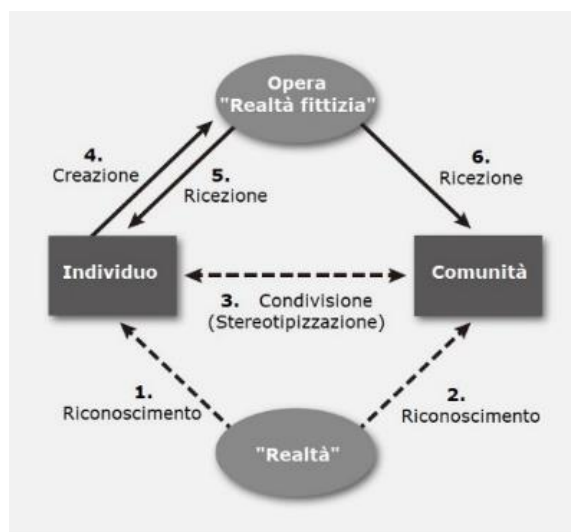 Opera
"Realtà fittizia"
4.
Creazione
5.
Ricezione
6.
Ricezione
Individuo
Comunità
3. Condivisione
(Stereotipizzazione)
1.
Riconoscimento
2.
Riconoscimento
"Realtà"